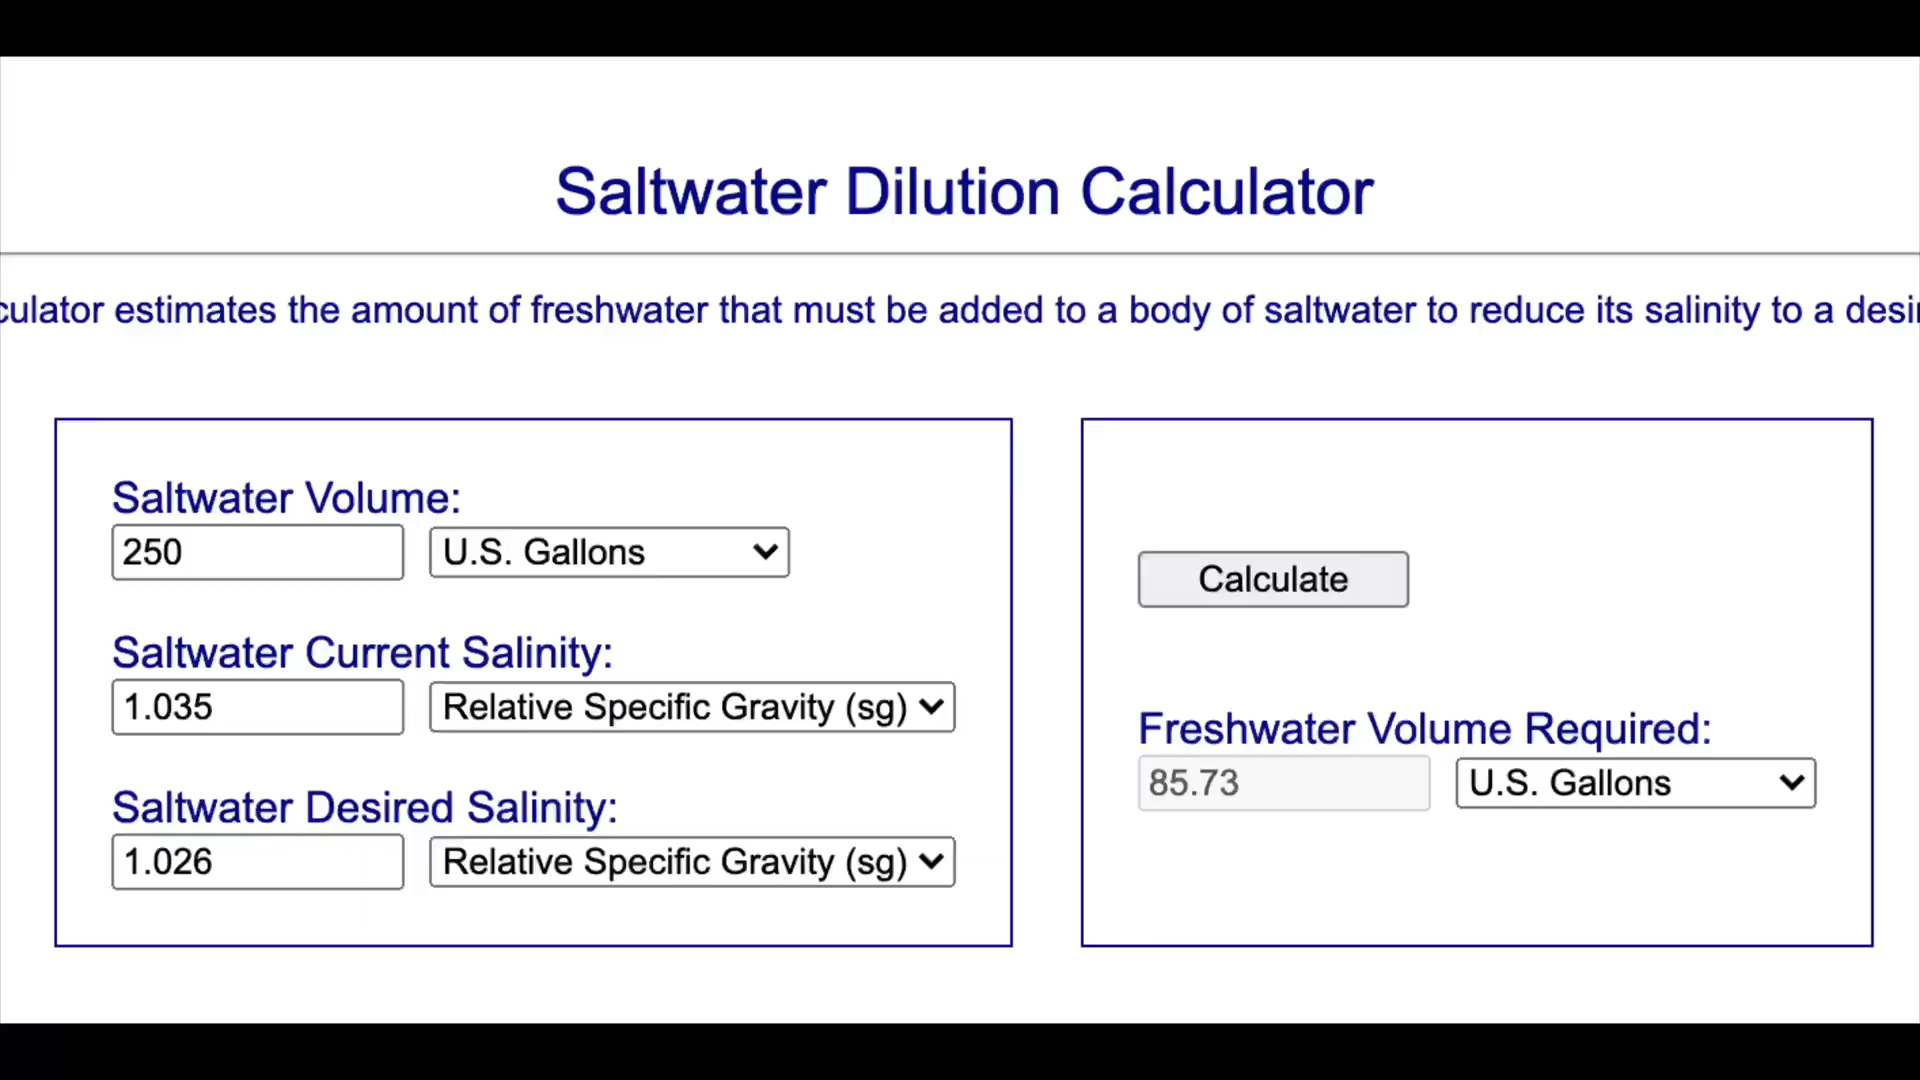 Saltwater Dilution Calculator
culator estimates the amount of freshwater that must be added to a body of saltwater to reduce its salinity to a desi
Saltwater Volume:
250 U.S. Gallons
Saltwater Current Salinity:
1.035 Relative Specific Gravity (sg)
Saltwater Desired Salinity:
1.026 Relative Specific Gravity (sg)
Calculate
Freshwater Volume Required:
85.73 U.S. Gallons